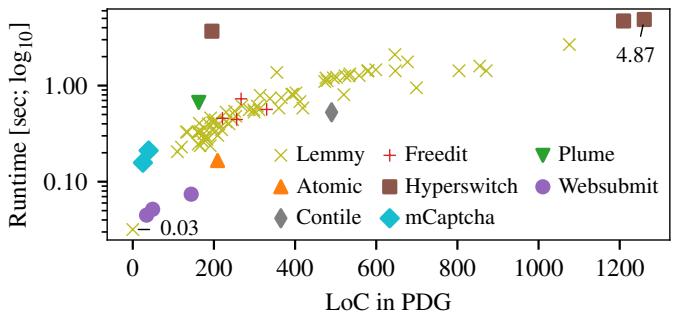 Runtime [sec; log10]
1.00
0.10
4.87
0.03
Lemmy
Freedit
Plume
Atomic
Hyperswitch
Websubmit
Contile
mCaptcha
0 200 400 600 800 1000 1200
LoC in PDG